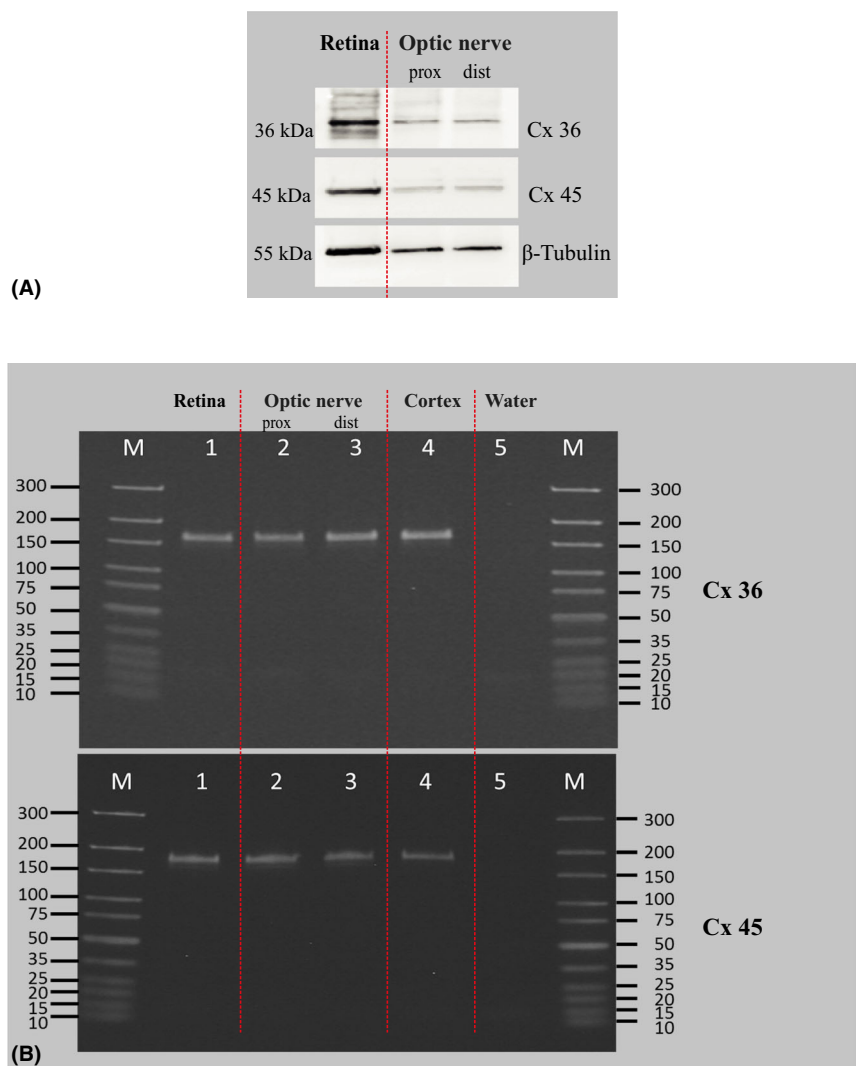 Retina Optic nerve
prox dist
36 kDa Cx 36
45 kDa Cx 45
55 kDa β-Tubulin
(A)
Retina Optic nerve Cortex Water
prox dist
M 1 2 3 4 5 M
300 300
200 200
150 150
100 100
75 75
Cx 36
50 50
35 35
25 25
20 20
15 15
10 10
M 1 2 3 4 5 M
300 300
200 200
150 150
100 100
75 75
Cx 45
50 50
35 35
25 25
20 20
15 15
10 10
(B)